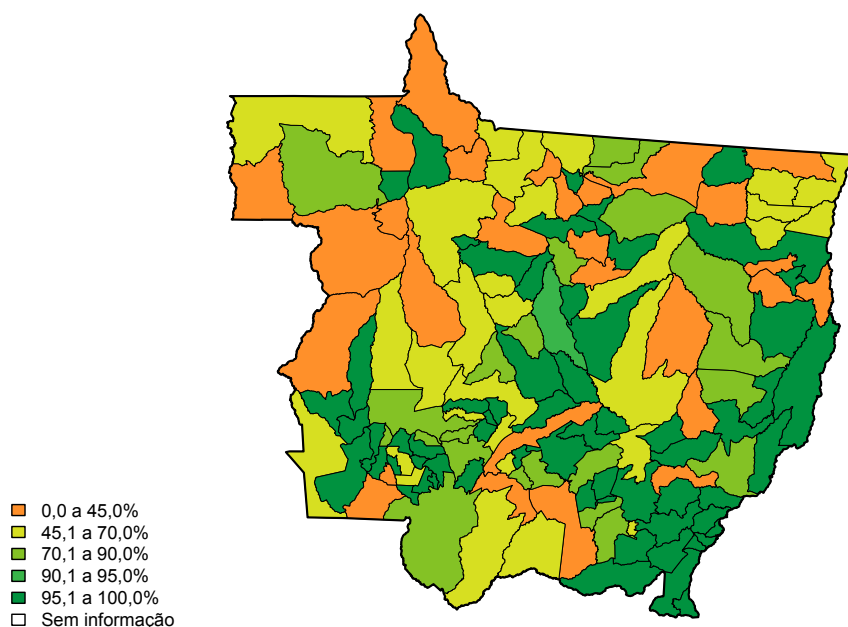 0,0 a 45,0%
45,1 a 70,0%
70,1 a 90,0%
90,1 a 95,0%
95,1 a 100,0%
Sem informação